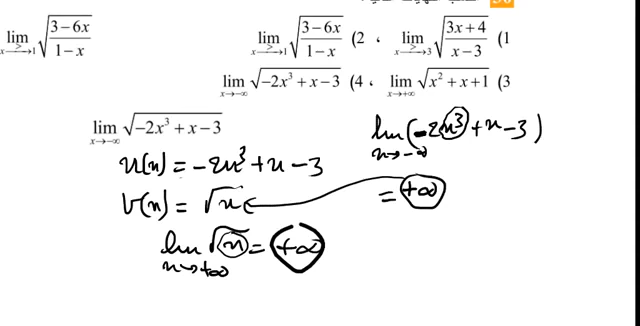 lim_{x→>1} √((3−6x)/(1−x))   lim_{x→>1} √((3−6x)/(1−x)) (2 ، lim_{x→>3} √((3x+4)/(x−3)) (1
lim_{x→−∞} √(−2x³+x−3) (4 ، lim_{x→+∞} √(x²+x+1) (3
lim_{x→−∞} √(−2x³+x−3)   lim_{x→−∞} (−2x³+x−3)
u(x) = −2x³+x−3
v(x) = √x   = +∞
lim_{x→+∞} √x = +∞